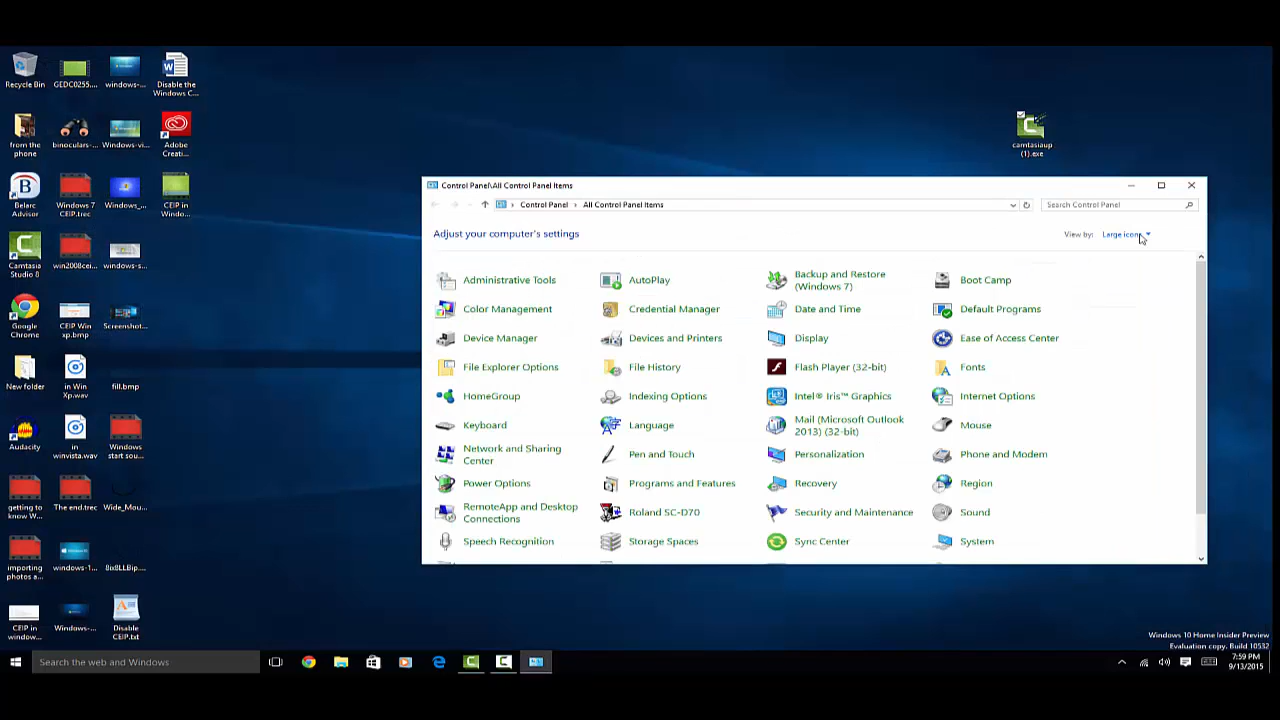 Recycle Bin
GEDC0255....
windows-...
Disable the
Windows C...
from the
phone
binoculars-...
Windows-vi...
Adobe
Creati...
Belarc
Advisor
Windows 7
CEIP.trec
Windows_...
CEIP in
Windo...
Camtasia
Studio 8
win2008cei...
windows-s...
Google
Chrome
CEIP Win
xp.bmp
Screenshot...
New folder
in Win
Xp.wav
fill.bmp
Audacity
in
winvista.wav
Windows
start sou...
getting to
know W...
The end.trec
Wide_Mou...
importing
photos a...
windows-1...
8ix8LLBip...
CEIP in
window...
Windows-...
Disable
CEIP.txt
camtasiaup
(1).exe
Control Panel\All Control Panel Items
Control Panel › All Control Panel Items
Search Control Panel
Adjust your computer's settings
View by: Large icons
Administrative Tools
AutoPlay
Backup and Restore
(Windows 7)
Boot Camp
Color Management
Credential Manager
Date and Time
Default Programs
Device Manager
Devices and Printers
Display
Ease of Access Center
File Explorer Options
File History
Flash Player (32-bit)
Fonts
HomeGroup
Indexing Options
Intel® Iris™ Graphics
Internet Options
Keyboard
Language
Mail (Microsoft Outlook
2013) (32-bit)
Mouse
Network and Sharing
Center
Pen and Touch
Personalization
Phone and Modem
Power Options
Programs and Features
Recovery
Region
RemoteApp and Desktop
Connections
Roland SC-D70
Security and Maintenance
Sound
Speech Recognition
Storage Spaces
Sync Center
System
Windows 10 Home Insider Preview
Evaluation copy. Build 10532
Search the web and Windows
7:59 PM
9/13/2015